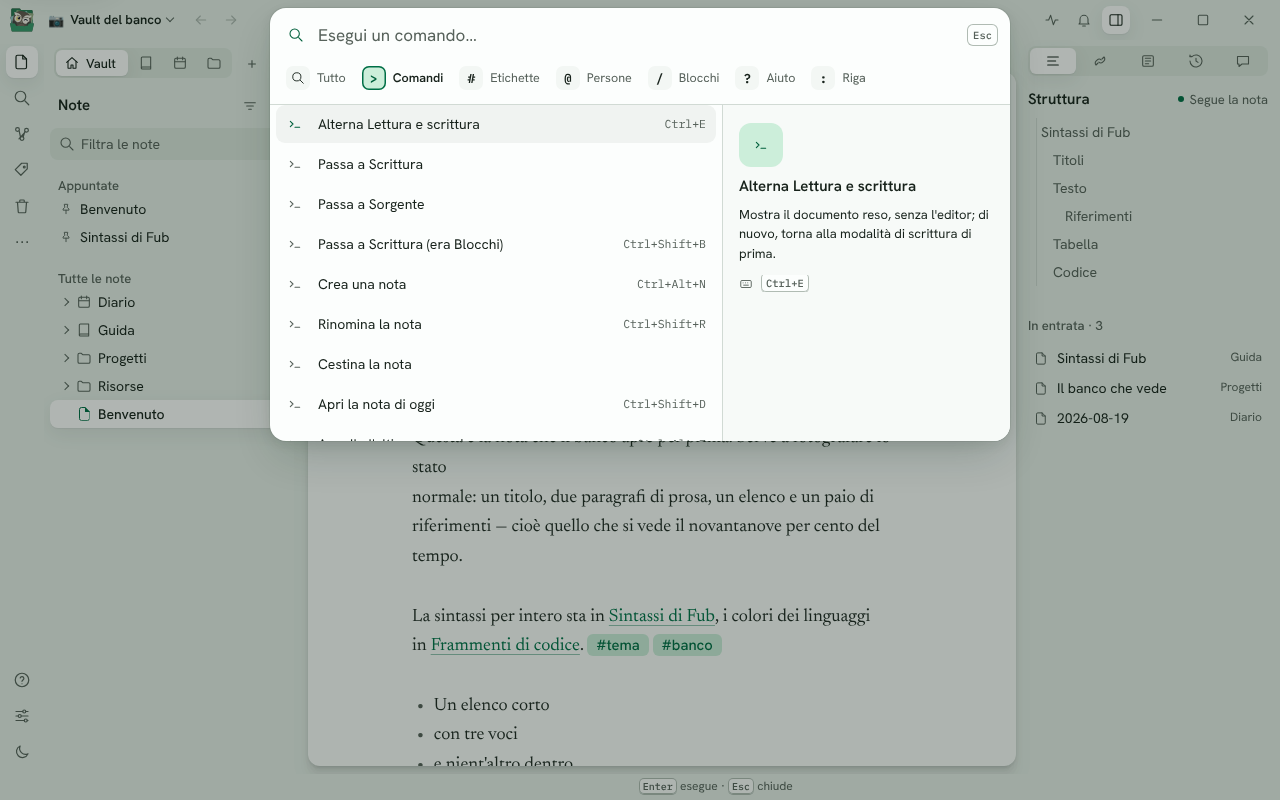 Vault del banco
Esegui un comando…
Esc
Tutto
> Comandi
# Etichette
@ Persone
/ Blocchi
? Aiuto
: Riga
Vault
Note
Filtra le note
Appuntate
Benvenuto
Sintassi di Fub
Tutte le note
Diario
Guida
Progetti
Risorse
Benvenuto
Alterna Lettura e scrittura Ctrl+E
Passa a Scrittura
Passa a Sorgente
Passa a Scrittura (era Blocchi) Ctrl+Shift+B
Crea una nota Ctrl+Alt+N
Rinomina la nota Ctrl+Shift+R
Cestina la nota
Apri la nota di oggi Ctrl+Shift+D
Alterna Lettura e scrittura
Mostra il documento reso, senza l'editor; di
nuovo, torna alla modalità di scrittura di
prima.
Ctrl+E
stato
normale: un titolo, due paragrafi di prosa, un elenco e un paio di
riferimenti — cioè quello che si vede il novantanove per cento del
tempo.
La sintassi per intero sta in Sintassi di Fub, i colori dei linguaggi
in Frammenti di codice. #tema #banco
• Un elenco corto
• con tre voci
• e nient'altro dentro
Struttura
Segue la nota
Sintassi di Fub
Titoli
Testo
Riferimenti
Tabella
Codice
In entrata · 3
Sintassi di Fub Guida
Il banco che vede Progetti
2026-08-19 Diario
Enter esegue · Esc chiude